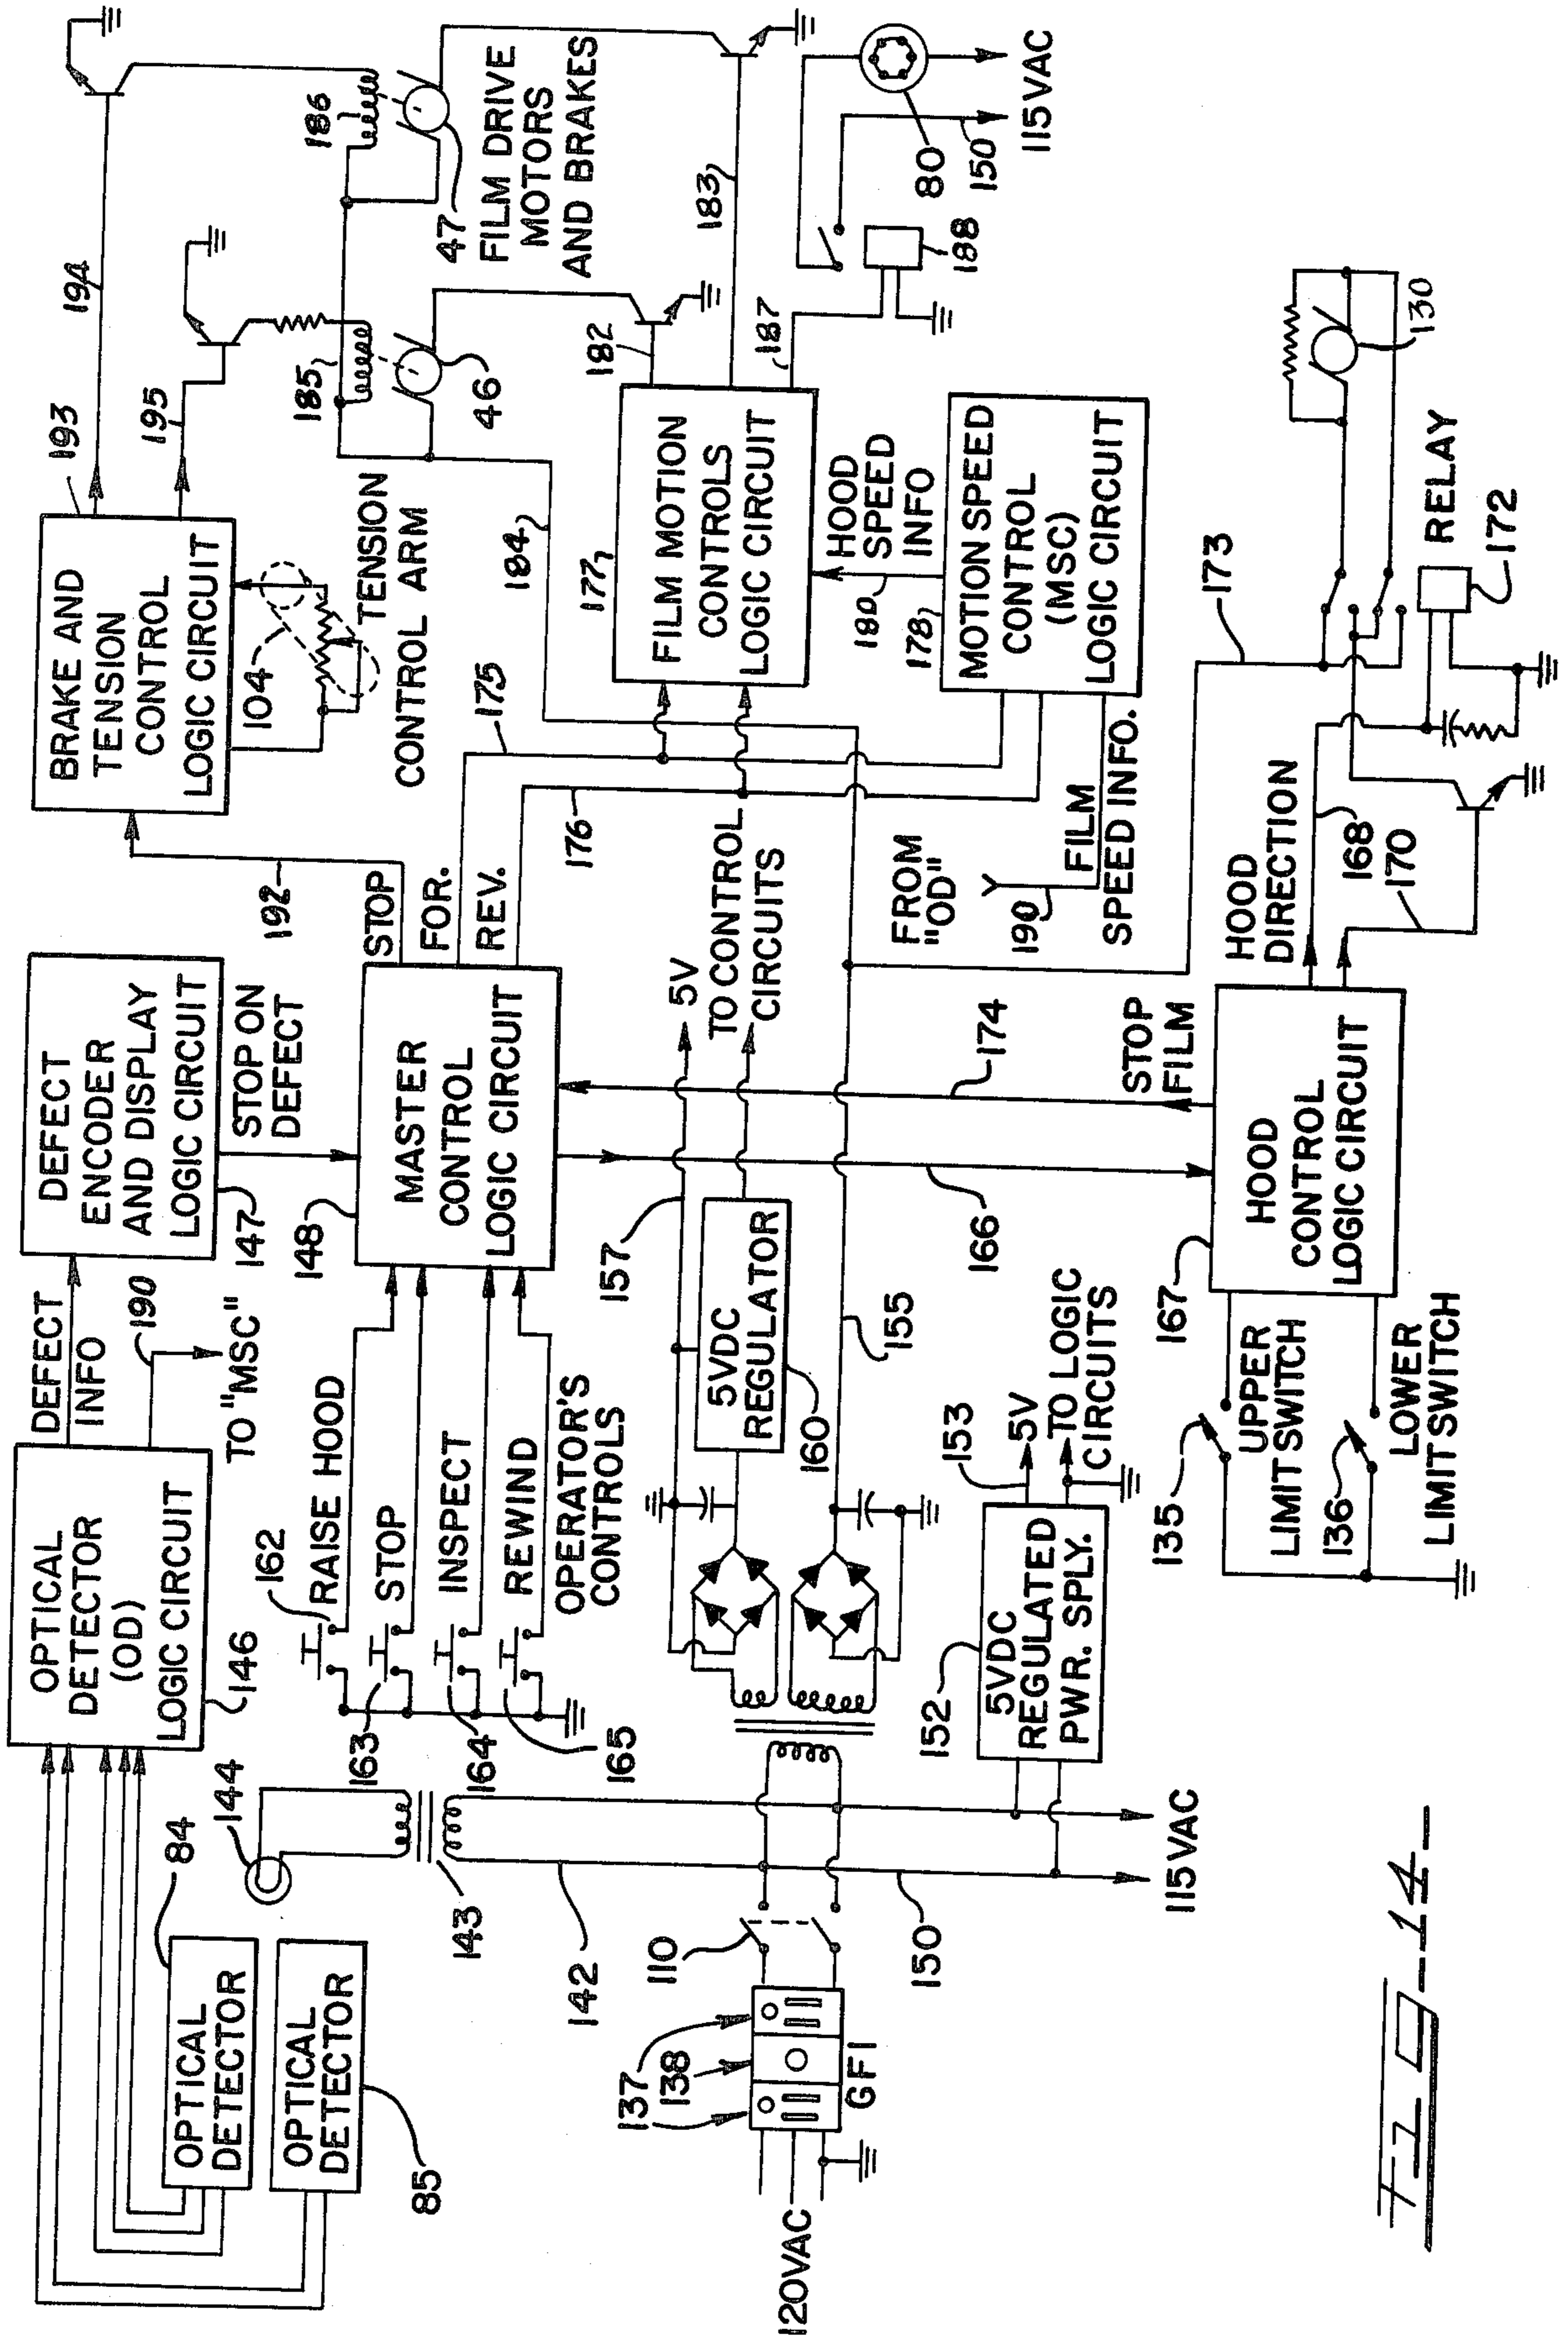 OPTICAL
DETECTOR
84
OPTICAL
DETECTOR
85
144
143
142
OPTICAL
DETECTOR
(OD)
LOGIC CIRCUIT
146
DEFECT
INFO
190
TO "MSC"
DEFECT
ENCODER
AND DISPLAY
LOGIC CIRCUIT
147
STOP ON
DEFECT
192
BRAKE AND
TENSION
CONTROL
LOGIC CIRCUIT
193
194
195
104
TENSION
CONTROL ARM
185
186
46
47
FILM DRIVE
MOTORS
AND BRAKES
162
RAISE HOOD
163
STOP
164
INSPECT
165
REWIND
OPERATOR'S
CONTROLS
148
MASTER
CONTROL
LOGIC CIRCUIT
STOP
FOR.
REV.
175
176
184
177
FILM MOTION
CONTROLS
LOGIC CIRCUIT
182
183
187
188
80
150
115VAC
HOOD
SPEED
INFO
180
178
MOTION SPEED
CONTROL
(MSC)
LOGIC CIRCUIT
FROM
"OD"
190
FILM
SPEED INFO.
120VAC
137
138
GFI
110
150
115VAC
157
5VDC
REGULATOR
160
155
5V
TO CONTROL
CIRCUITS
152
5VDC
REGULATED
PWR. SPLY.
153
5V
TO LOGIC
CIRCUITS
166
174
STOP
FILM
135
UPPER
LIMIT SWITCH
136
LOWER
LIMIT SWITCH
167
HOOD
CONTROL
LOGIC CIRCUIT
HOOD
DIRECTION
168
170
173
RELAY
172
130
Fig-14-